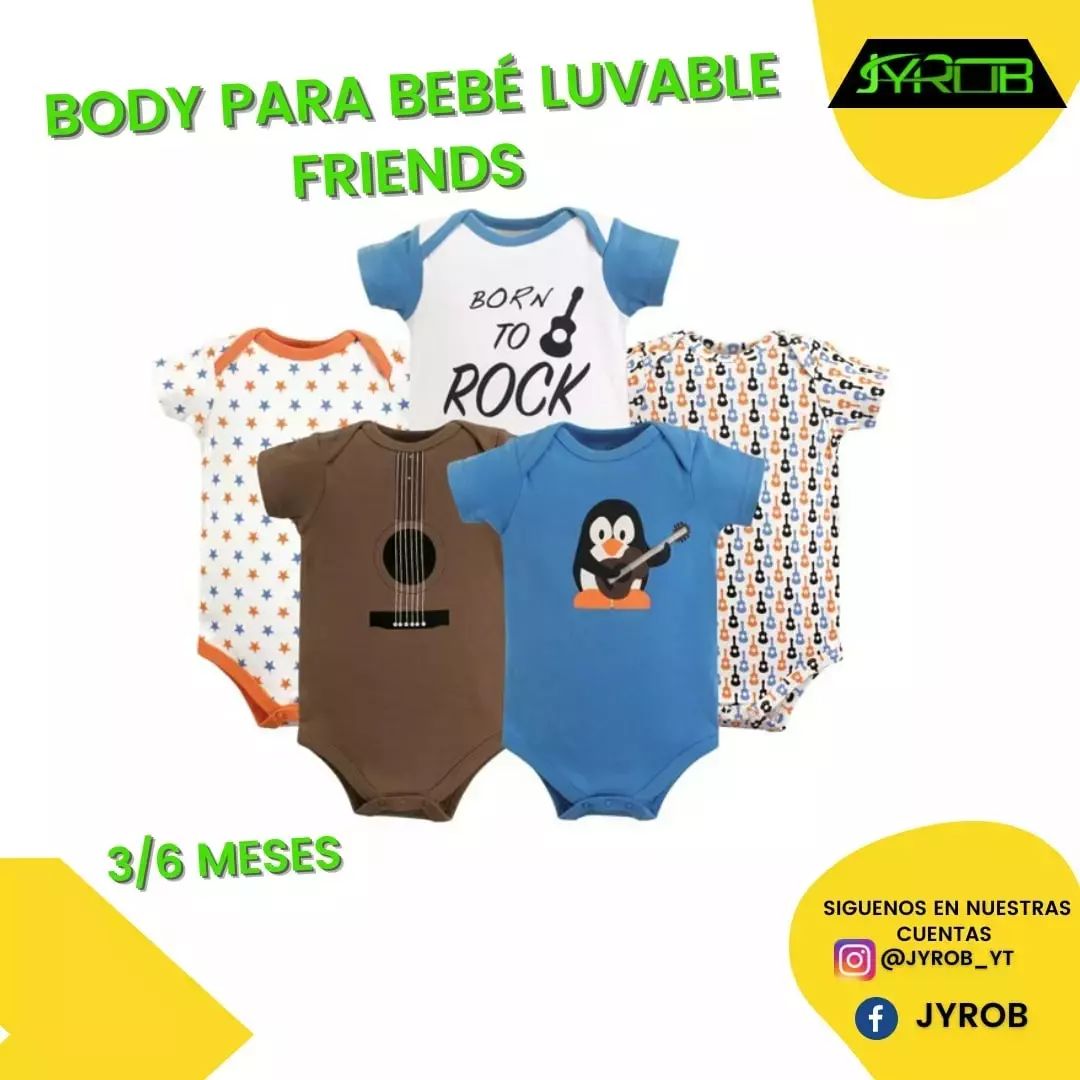 JYROB
BODY PARA BEBÉ LUVABLE
FRIENDS
BORN
TO
ROCK
3/6 MESES
SIGUENOS EN NUESTRAS
CUENTAS
@JYROB_YT
f JYROB